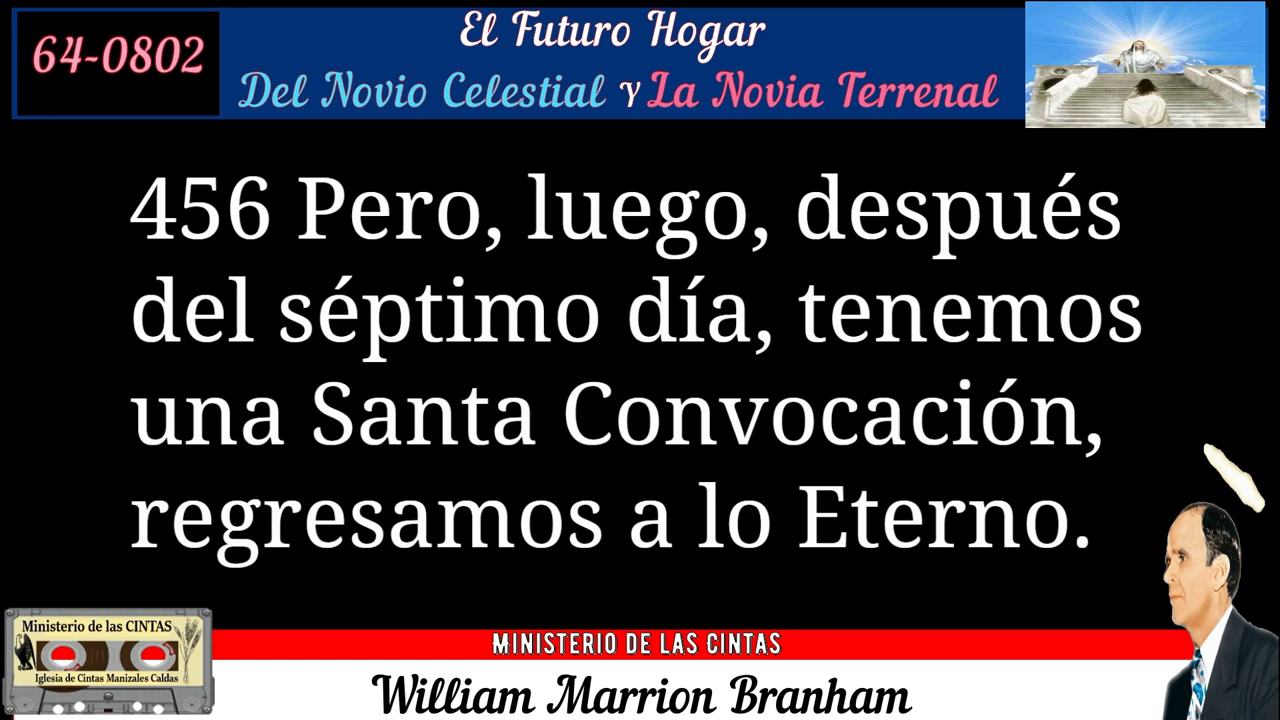 64-0802
El Futuro Hogar
Del Novio Celestial Y La Novia Terrenal
456 Pero, luego, después
del séptimo día, tenemos
una Santa Convocación,
regresamos a lo Eterno.
Ministerio de las CINTAS
Iglesia de Cintas Manizales Caldas
MINISTERIO DE LAS CINTAS
William Marrion Branham